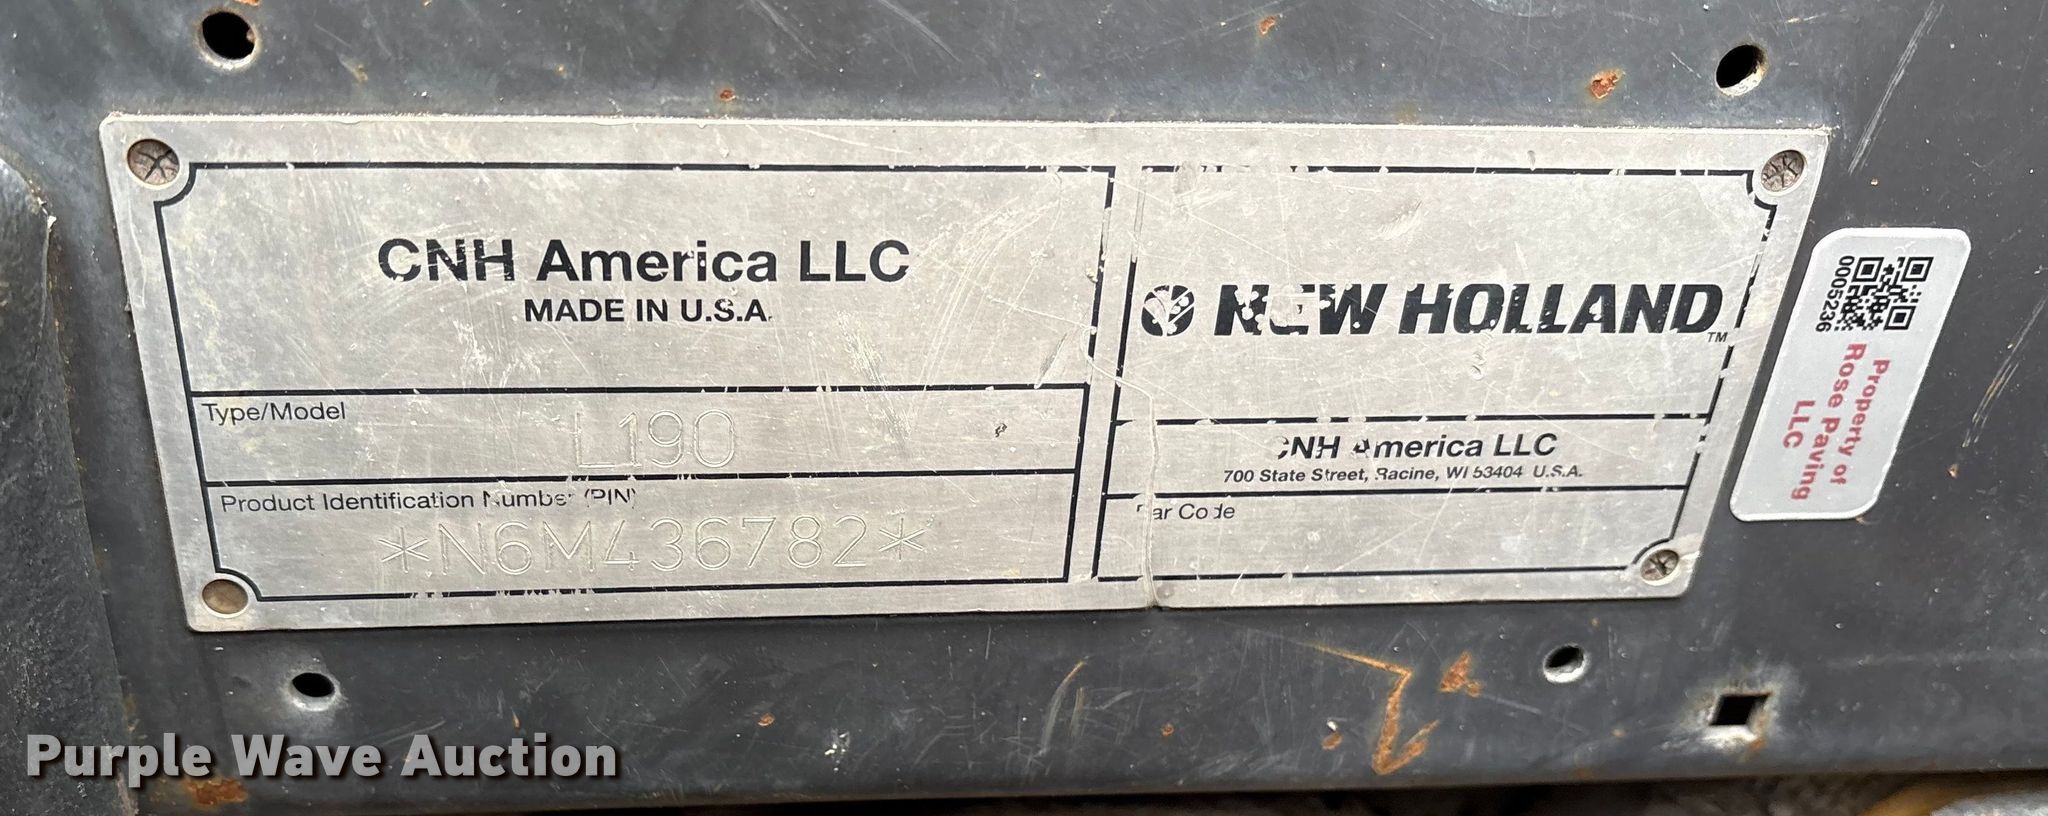 CNH America LLC
MADE IN U.S.A.
Type/Model
L190
Product Identification Number (PIN)
*N6M436782*
NEW HOLLAND
TM
CNH America LLC
700 State Street, Racine, WI 53404 U.S.A.
Bar Code
0005236
Property of
Rose Paving
LLC
Purple Wave Auction